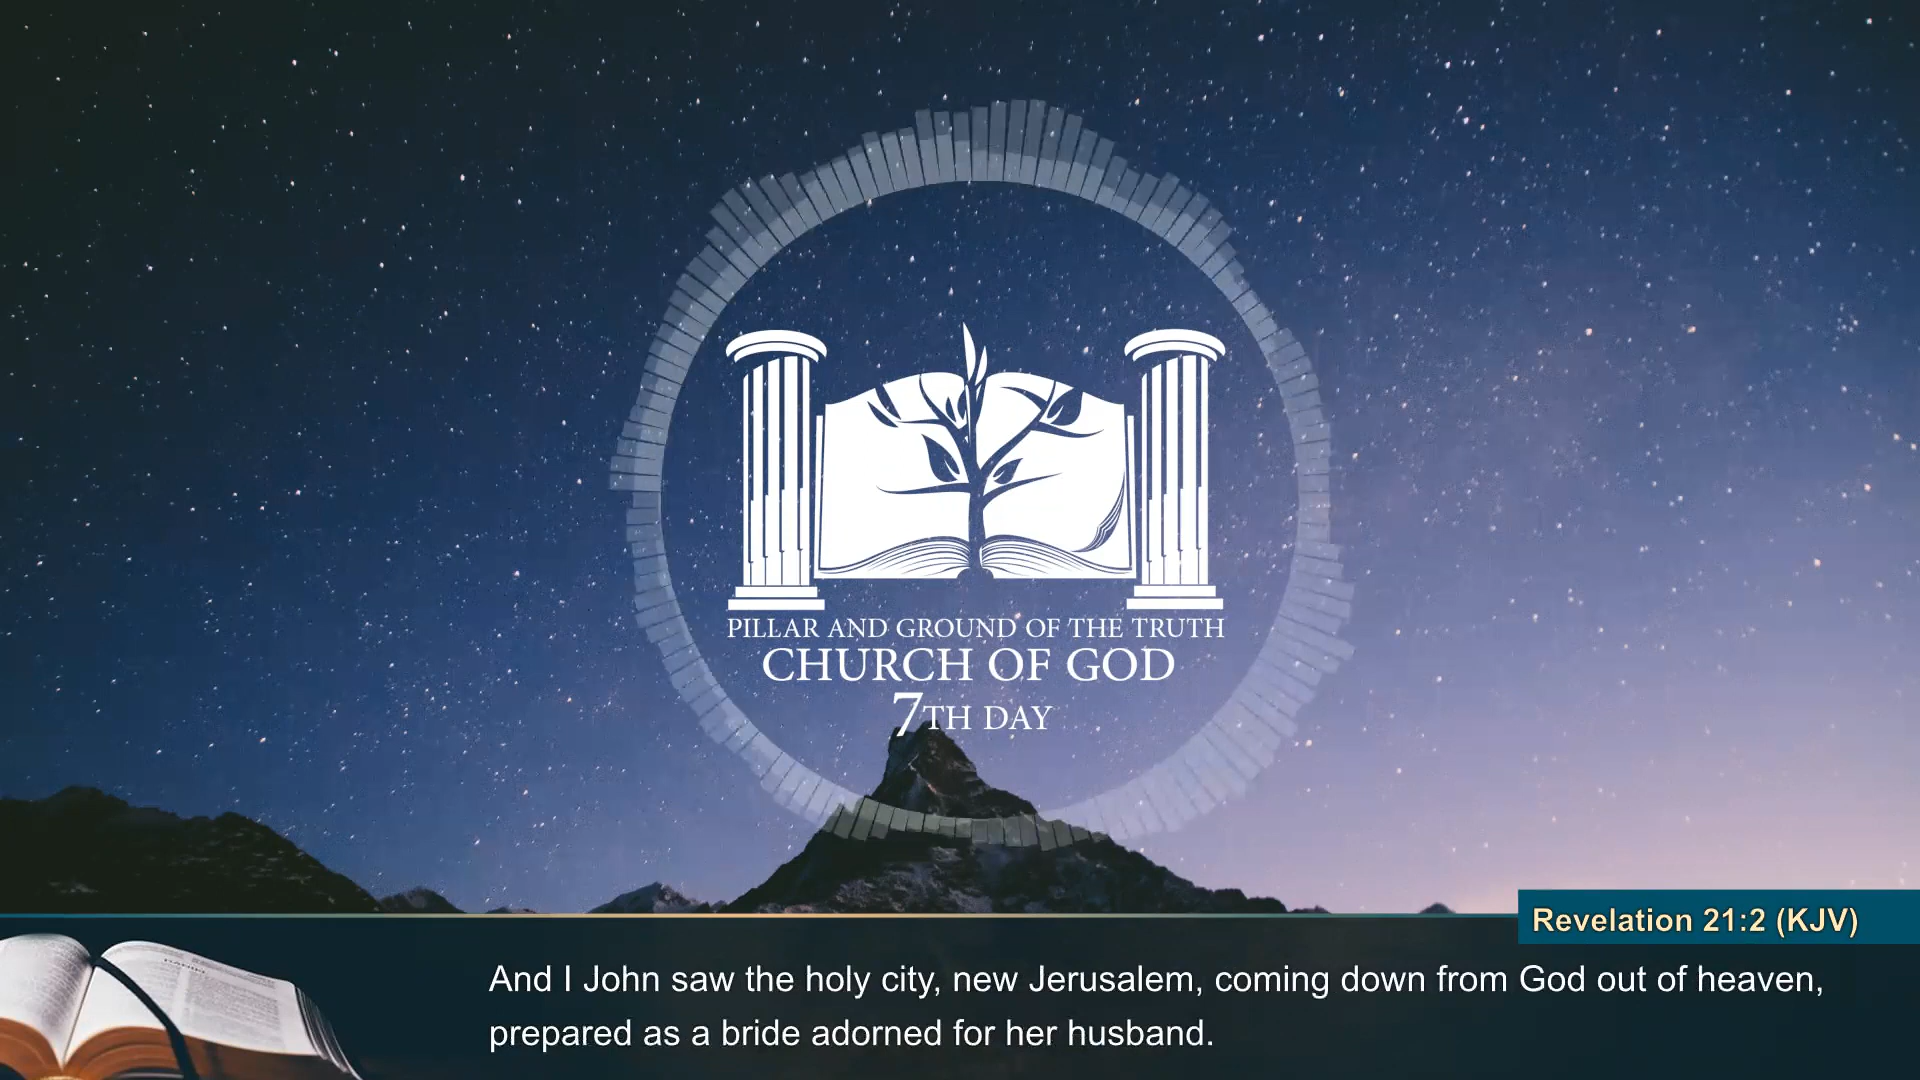 PILLAR AND GROUND OF THE TRUTH
CHURCH OF GOD
7TH DAY
Revelation 21:2 (KJV)
And I John saw the holy city, new Jerusalem, coming down from God out of heaven,
prepared as a bride adorned for her husband.